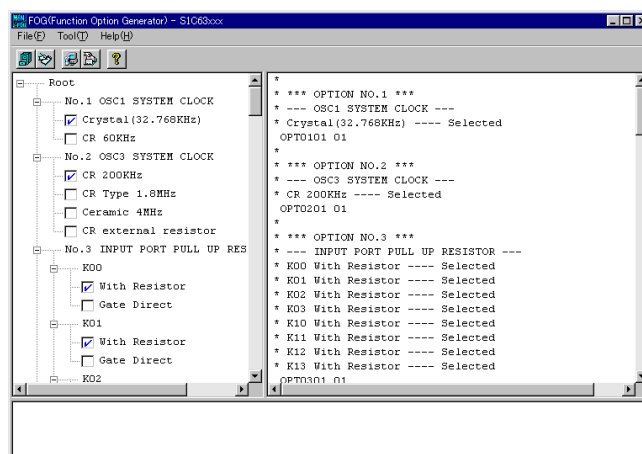 FOG(Function Option Generator) - S1C63xxx
File(F) Tool(T) Help(H)
Root
No.1 OSC1 SYSTEM CLOCK
Crystal(32.768KHz)
CR 60KHz
No.2 OSC3 SYSTEM CLOCK
CR 200KHz
CR Type 1.8MHz
Ceramic 4MHz
CR external resistor
No.3 INPUT PORT PULL UP RES
K00
With Resistor
Gate Direct
K01
With Resistor
Gate Direct
K02
*
* *** OPTION NO.1 ***
* --- OSC1 SYSTEM CLOCK ---
* Crystal(32.768KHz) ---- Selected
OPT0101 01
*
* *** OPTION NO.2 ***
* --- OSC3 SYSTEM CLOCK ---
* CR 200KHz ---- Selected
OPT0201 01
*
* *** OPTION NO.3 ***
* --- INPUT PORT PULL UP RESISTOR ---
* K00 With Resistor ---- Selected
* K01 With Resistor ---- Selected
* K02 With Resistor ---- Selected
* K03 With Resistor ---- Selected
* K10 With Resistor ---- Selected
* K11 With Resistor ---- Selected
* K12 With Resistor ---- Selected
* K13 With Resistor ---- Selected
OPT0301 01